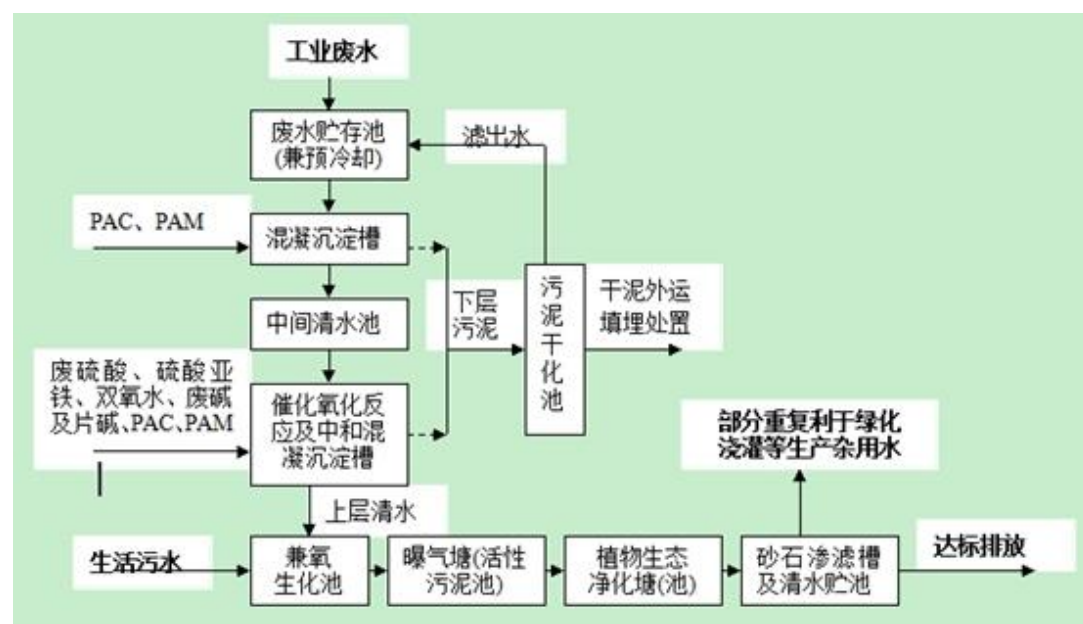 工业废水
废水贮存池
(兼预冷却)
滤出水
PAC、PAM
混凝沉淀槽
下层
污泥
污
泥
干
化
池
干泥外运
填埋处置
中间清水池
废硫酸、硫酸亚
铁、双氧水、废碱
及片碱、PAC、PAM
催化氧化反
应及中和混
凝沉淀槽
部分重复利于绿化
浇灌等生产杂用水
上层清水
生活污水
兼氧
生化池
曝气塘(活性
污泥池)
植物生态
净化塘(池)
砂石渗滤槽
及清水贮池
达标排放